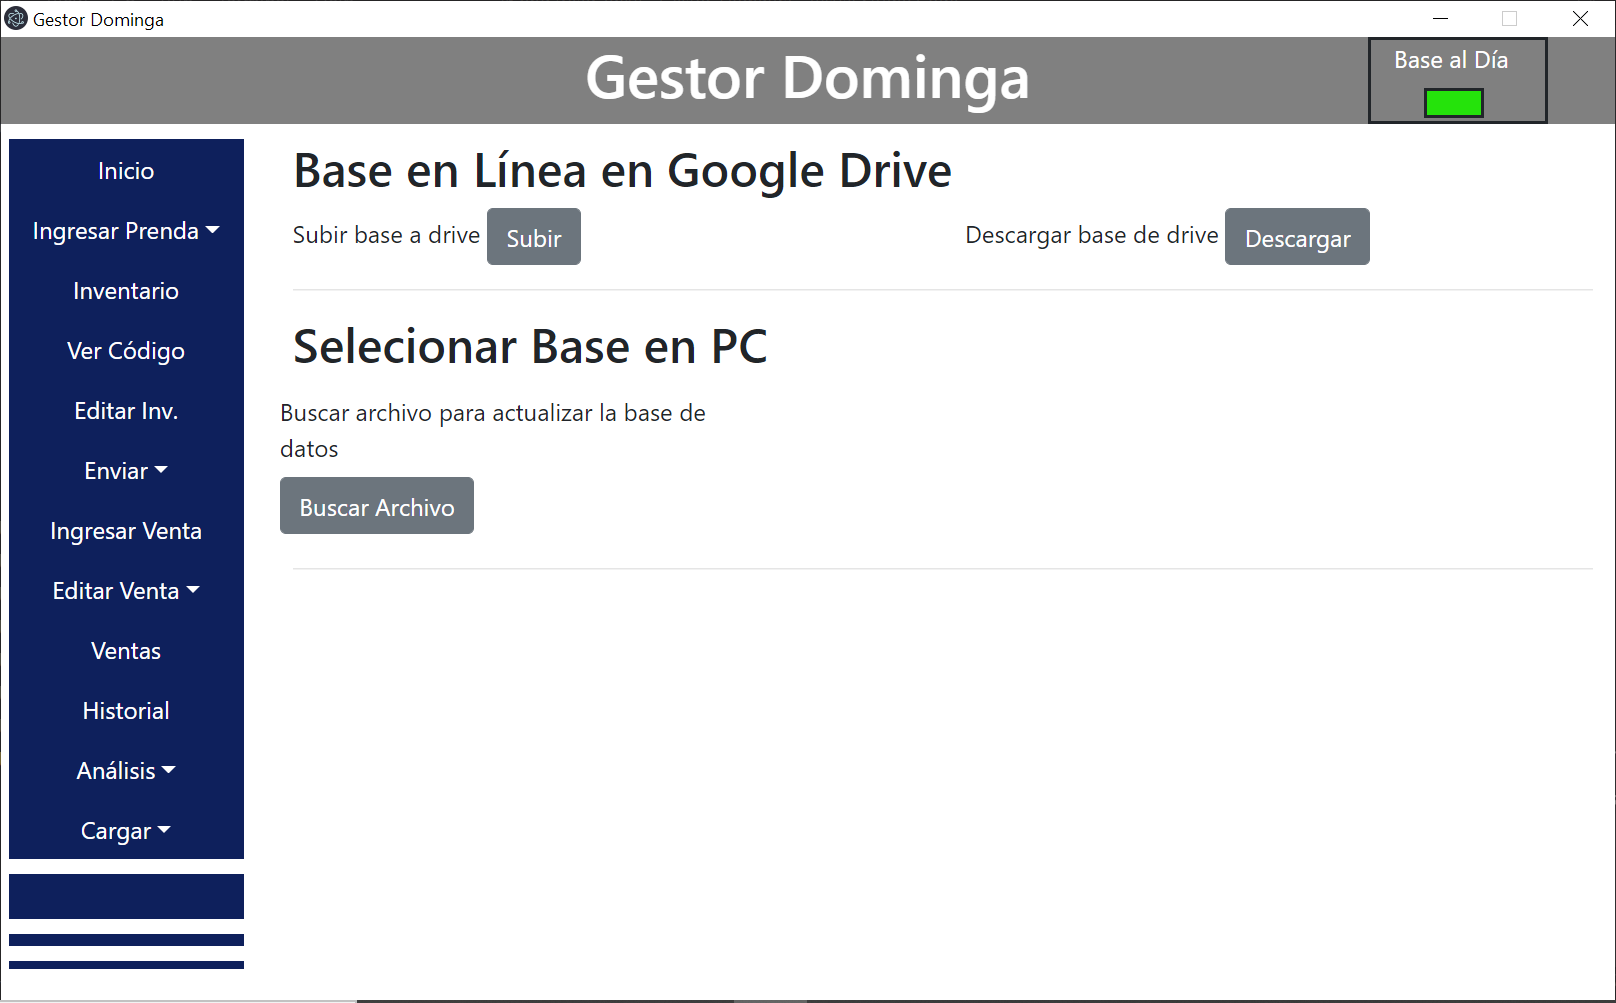 Gestor Dominga
Gestor Dominga
Base al Día
Inicio
Ingresar Prenda
Inventario
Ver Código
Editar Inv.
Enviar
Ingresar Venta
Editar Venta
Ventas
Historial
Análisis
Cargar
Base en Línea en Google Drive
Subir base a drive Subir
Descargar base de drive Descargar
Selecionar Base en PC
Buscar archivo para actualizar la base de
datos
Buscar Archivo